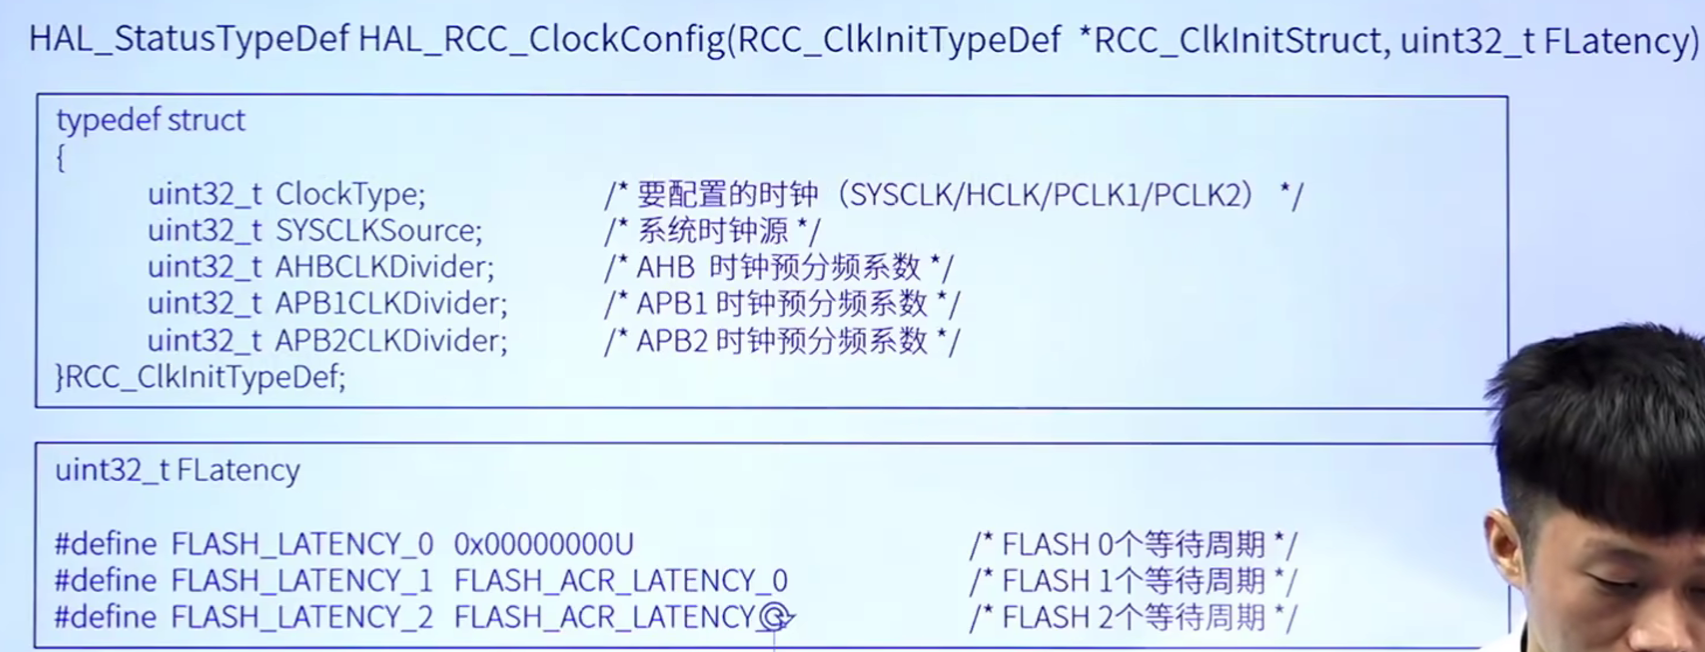 HAL_StatusTypeDef HAL_RCC_ClockConfig(RCC_ClkInitTypeDef *RCC_ClkInitStruct, uint32_t FLatency)
typedef struct
{
uint32_t ClockType; /* 要配置的时钟（SYSCLK/HCLK/PCLK1/PCLK2） */
uint32_t SYSCLKSource; /* 系统时钟源 */
uint32_t AHBCLKDivider; /* AHB 时钟预分频系数 */
uint32_t APB1CLKDivider; /* APB1 时钟预分频系数 */
uint32_t APB2CLKDivider; /* APB2 时钟预分频系数 */
}RCC_ClkInitTypeDef;
uint32_t FLatency
#define FLASH_LATENCY_0 0x00000000U /* FLASH 0个等待周期 */
#define FLASH_LATENCY_1 FLASH_ACR_LATENCY_0 /* FLASH 1个等待周期 */
#define FLASH_LATENCY_2 FLASH_ACR_LATENCY /* FLASH 2个等待周期 */